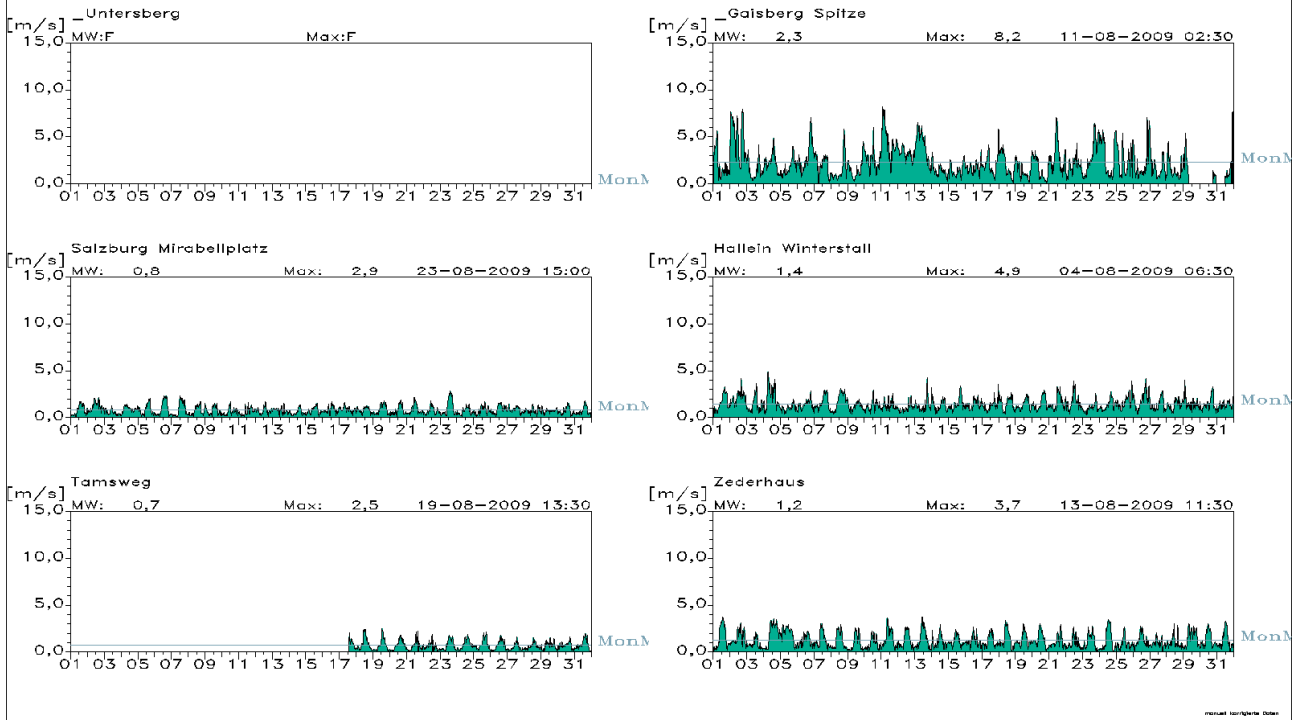 _Untersberg
[m/s]
MW:F Max:F
15,0
10,0
5,0
0,0
01 03 05 07 09 11 13 15 17 19 21 23 25 27 29 31
MonM
_Gaisberg Spitze
[m/s]
MW: 2,3 Max: 8,2 11-08-2009 02:30
15,0
10,0
5,0
0,0
01 03 05 07 09 11 13 15 17 19 21 23 25 27 29 31
MonM
Salzburg Mirabellplatz
[m/s]
MW: 0,8 Max: 2,9 23-08-2009 15:00
15,0
10,0
5,0
0,0
01 03 05 07 09 11 13 15 17 19 21 23 25 27 29 31
MonM
Hallein Winterstall
[m/s]
MW: 1,4 Max: 4,9 04-08-2009 06:30
15,0
10,0
5,0
0,0
01 03 05 07 09 11 13 15 17 19 21 23 25 27 29 31
MonM
Tamsweg
[m/s]
MW: 0,7 Max: 2,5 19-08-2009 13:30
15,0
10,0
5,0
0,0
01 03 05 07 09 11 13 15 17 19 21 23 25 27 29 31
MonM
Zederhaus
[m/s]
MW: 1,2 Max: 3,7 13-08-2009 11:30
15,0
10,0
5,0
0,0
01 03 05 07 09 11 13 15 17 19 21 23 25 27 29 31
MonM
manuell korrigierte Daten